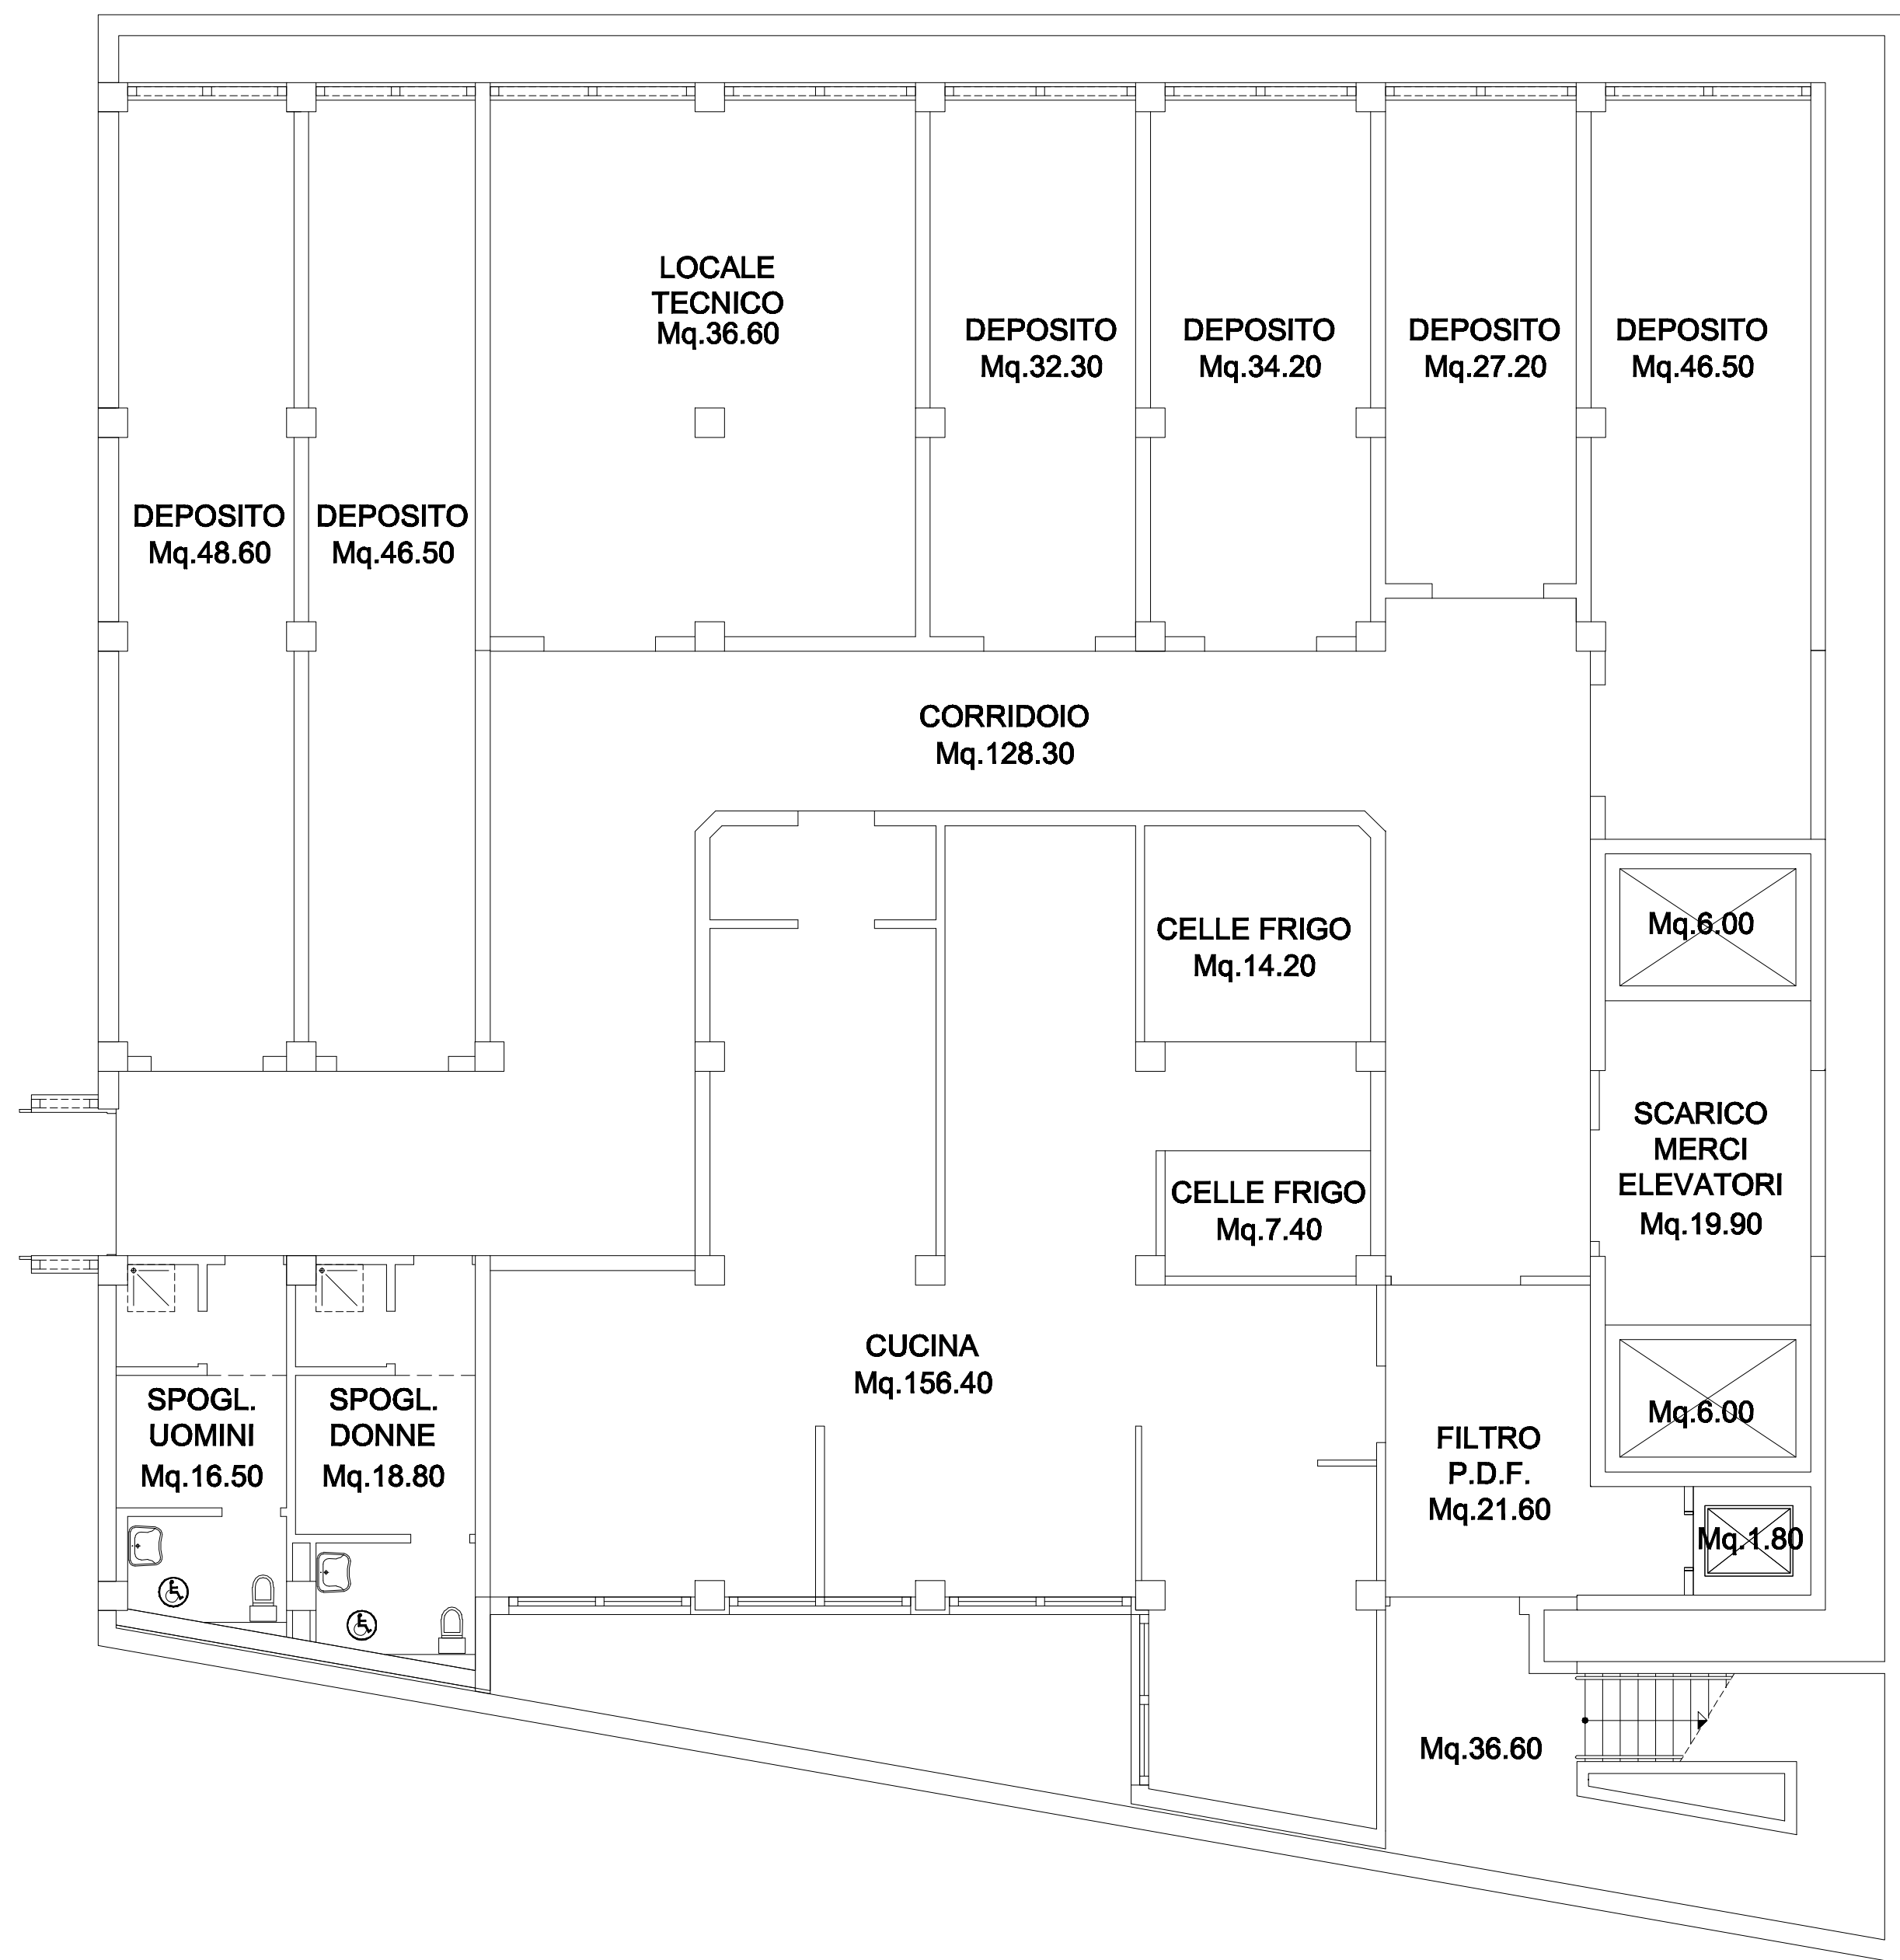 LOCALE
TECNICO
Mq.36.60
DEPOSITO
Mq.32.30
DEPOSITO
Mq.34.20
DEPOSITO
Mq.27.20
DEPOSITO
Mq.46.50
DEPOSITO
Mq.48.60
DEPOSITO
Mq.46.50
CORRIDOIO
Mq.128.30
CELLE FRIGO
Mq.14.20
Mq.6.00
SCARICO
MERCI
ELEVATORI
Mq.19.90
CELLE FRIGO
Mq.7.40
CUCINA
Mq.156.40
SPOGL.
UOMINI
Mq.16.50
SPOGL.
DONNE
Mq.18.80
Mq.6.00
FILTRO
P.D.F.
Mq.21.60
Mq.1.80
Mq.36.60